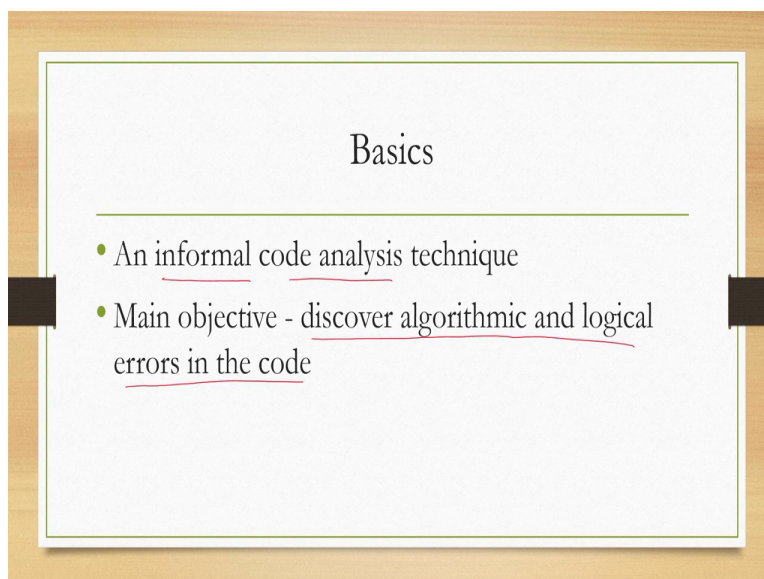 Basics
• An informal code analysis technique
• Main objective - discover algorithmic and logical
errors in the code